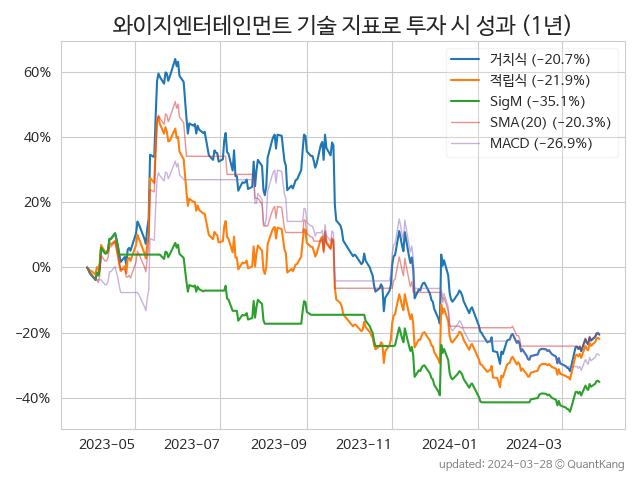 와이지엔터테인먼트 기술 지표로 투자 시 성과 (1년)
거치식 (−20.7%)
적립식 (−21.9%)
SigM (−35.1%)
SMA(20) (−20.3%)
MACD (−26.9%)
60%
40%
20%
0%
−20%
−40%
2023-05 2023-07 2023-09 2023-11 2024-01 2024-03
updated: 2024-03-28 ⓒ QuantKang